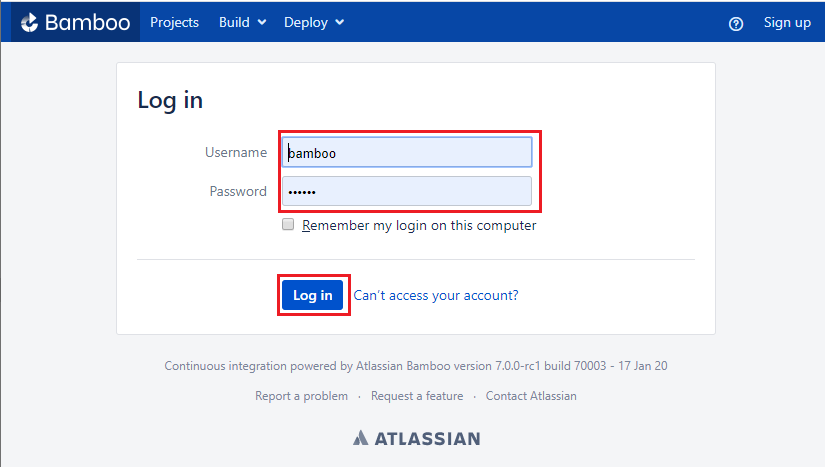 Bamboo Projects Build Deploy Sign up
Log in
Username bamboo
Password ••••••
Remember my login on this computer
Log in Can't access your account?
Continuous integration powered by Atlassian Bamboo version 7.0.0-rc1 build 70003 - 17 Jan 20
Report a problem · Request a feature · Contact Atlassian
ATLASSIAN